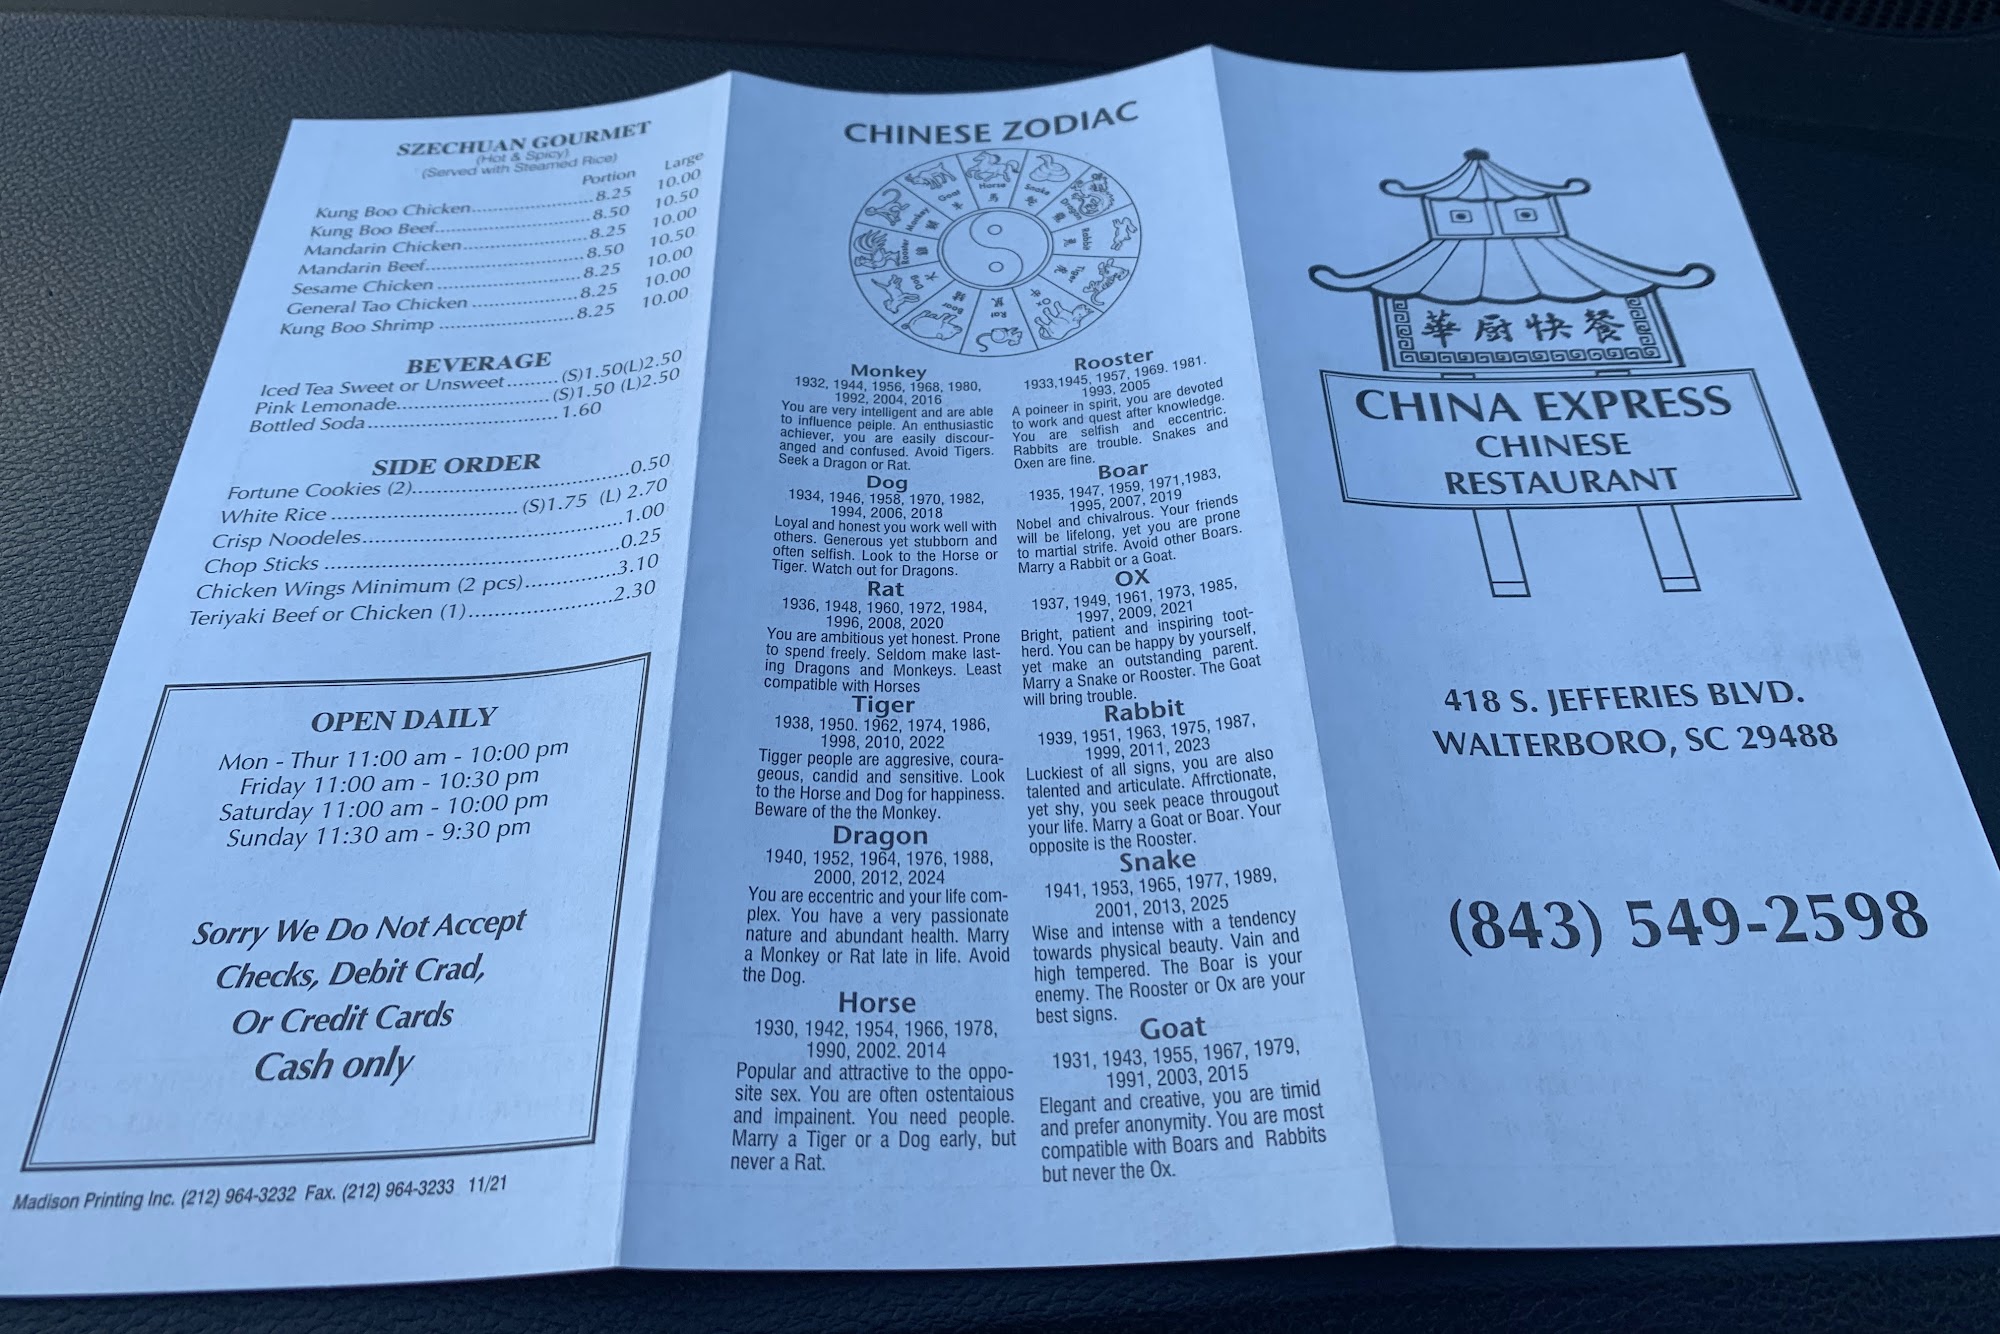 SZECHUAN GOURMET
(Hot & Spicy)
(Served with Steamed Rice)
Portion Large
Kung Boo Chicken 8.25 10.00
Kung Boo Beef 8.50 10.50
Mandarin Chicken 8.25 10.00
Mandarin Beef 8.50 10.50
Sesame Chicken 8.25 10.00
General Tao Chicken 8.25 10.00
Kung Boo Shrimp 8.25 10.00
BEVERAGE
Iced Tea Sweet or Unsweet (S)1.50(L)2.50
Pink Lemonade (S)1.50 (L)2.50
Bottled Soda 1.60
SIDE ORDER
Fortune Cookies (2) 0.50
White Rice (S)1.75 (L) 2.70
Crisp Noodeles 1.00
Chop Sticks 0.25
Chicken Wings Minimum (2 pcs) 3.10
Teriyaki Beef or Chicken (1) 2.30
OPEN DAILY
Mon - Thur 11:00 am - 10:00 pm
Friday 11:00 am - 10:30 pm
Saturday 11:00 am - 10:00 pm
Sunday 11:30 am - 9:30 pm
Sorry We Do Not Accept
Checks, Debit Crad,
Or Credit Cards
Cash only
Madison Printing Inc. (212) 964-3232 Fax. (212) 964-3233 11/21
CHINESE ZODIAC
Horse
Snake
Dragon
Rabbit
Tiger
Ox
Rat
Boar
Dog
Rooster
Monkey
Goat
Monkey
1932, 1944, 1956, 1968, 1980,
1992, 2004, 2016
You are very intelligent and are able
to influence peiple. An enthusiastic
achiever, you are easily discour-
anged and confused. Avoid Tigers.
Seek a Dragon or Rat.
Dog
1934, 1946, 1958, 1970, 1982,
1994, 2006, 2018
Loyal and honest you work well with
others. Generous yet stubborn and
often selfish. Look to the Horse or
Tiger. Watch out for Dragons.
Rat
1936, 1948, 1960, 1972, 1984,
1996, 2008, 2020
You are ambitious yet honest. Prone
to spend freely. Seldom make last-
ing Dragons and Monkeys. Least
compatible with Horses
Tiger
1938, 1950. 1962, 1974, 1986,
1998, 2010, 2022
Tigger people are aggresive, coura-
geous, candid and sensitive. Look
to the Horse and Dog for happiness.
Beware of the the Monkey.
Dragon
1940, 1952, 1964, 1976, 1988,
2000, 2012, 2024
You are eccentric and your life com-
plex. You have a very passionate
nature and abundant health. Marry
a Monkey or Rat late in life. Avoid
the Dog.
Horse
1930, 1942, 1954, 1966, 1978,
1990, 2002. 2014
Popular and attractive to the oppo-
site sex. You are often ostentaious
and impainent. You need people.
Marry a Tiger or a Dog early, but
never a Rat.
Rooster
1933,1945, 1957, 1969. 1981.
1993, 2005
A poineer in spirit, you are devoted
to work and quest after knowledge.
You are selfish and eccentric.
Rabbits are trouble. Snakes and
Oxen are fine.
Boar
1935, 1947, 1959, 1971,1983,
1995, 2007, 2019
Nobel and chivalrous. Your friends
will be lifelong, yet you are prone
to martial strife. Avoid other Boars.
Marry a Rabbit or a Goat.
OX
1937, 1949, 1961, 1973, 1985,
1997, 2009, 2021
Bright, patient and inspiring toot-
herd. You can be happy by yourself,
yet make an outstanding parent.
Marry a Snake or Rooster. The Goat
will bring trouble.
Rabbit
1939, 1951, 1963, 1975, 1987,
1999, 2011, 2023
Luckiest of all signs, you are also
talented and articulate. Affrctionate,
yet shy, you seek peace througout
your life. Marry a Goat or Boar. Your
opposite is the Rooster.
Snake
1941, 1953, 1965, 1977, 1989,
2001, 2013, 2025
Wise and intense with a tendency
towards physical beauty. Vain and
high tempered. The Boar is your
enemy. The Rooster or Ox are your
best signs.
Goat
1931, 1943, 1955, 1967, 1979,
1991, 2003, 2015
Elegant and creative, you are timid
and prefer anonymity. You are most
compatible with Boars and Rabbits
but never the Ox.
華廚快餐
CHINA EXPRESS
CHINESE
RESTAURANT
418 S. JEFFERIES BLVD.
WALTERBORO, SC 29488
(843) 549-2598